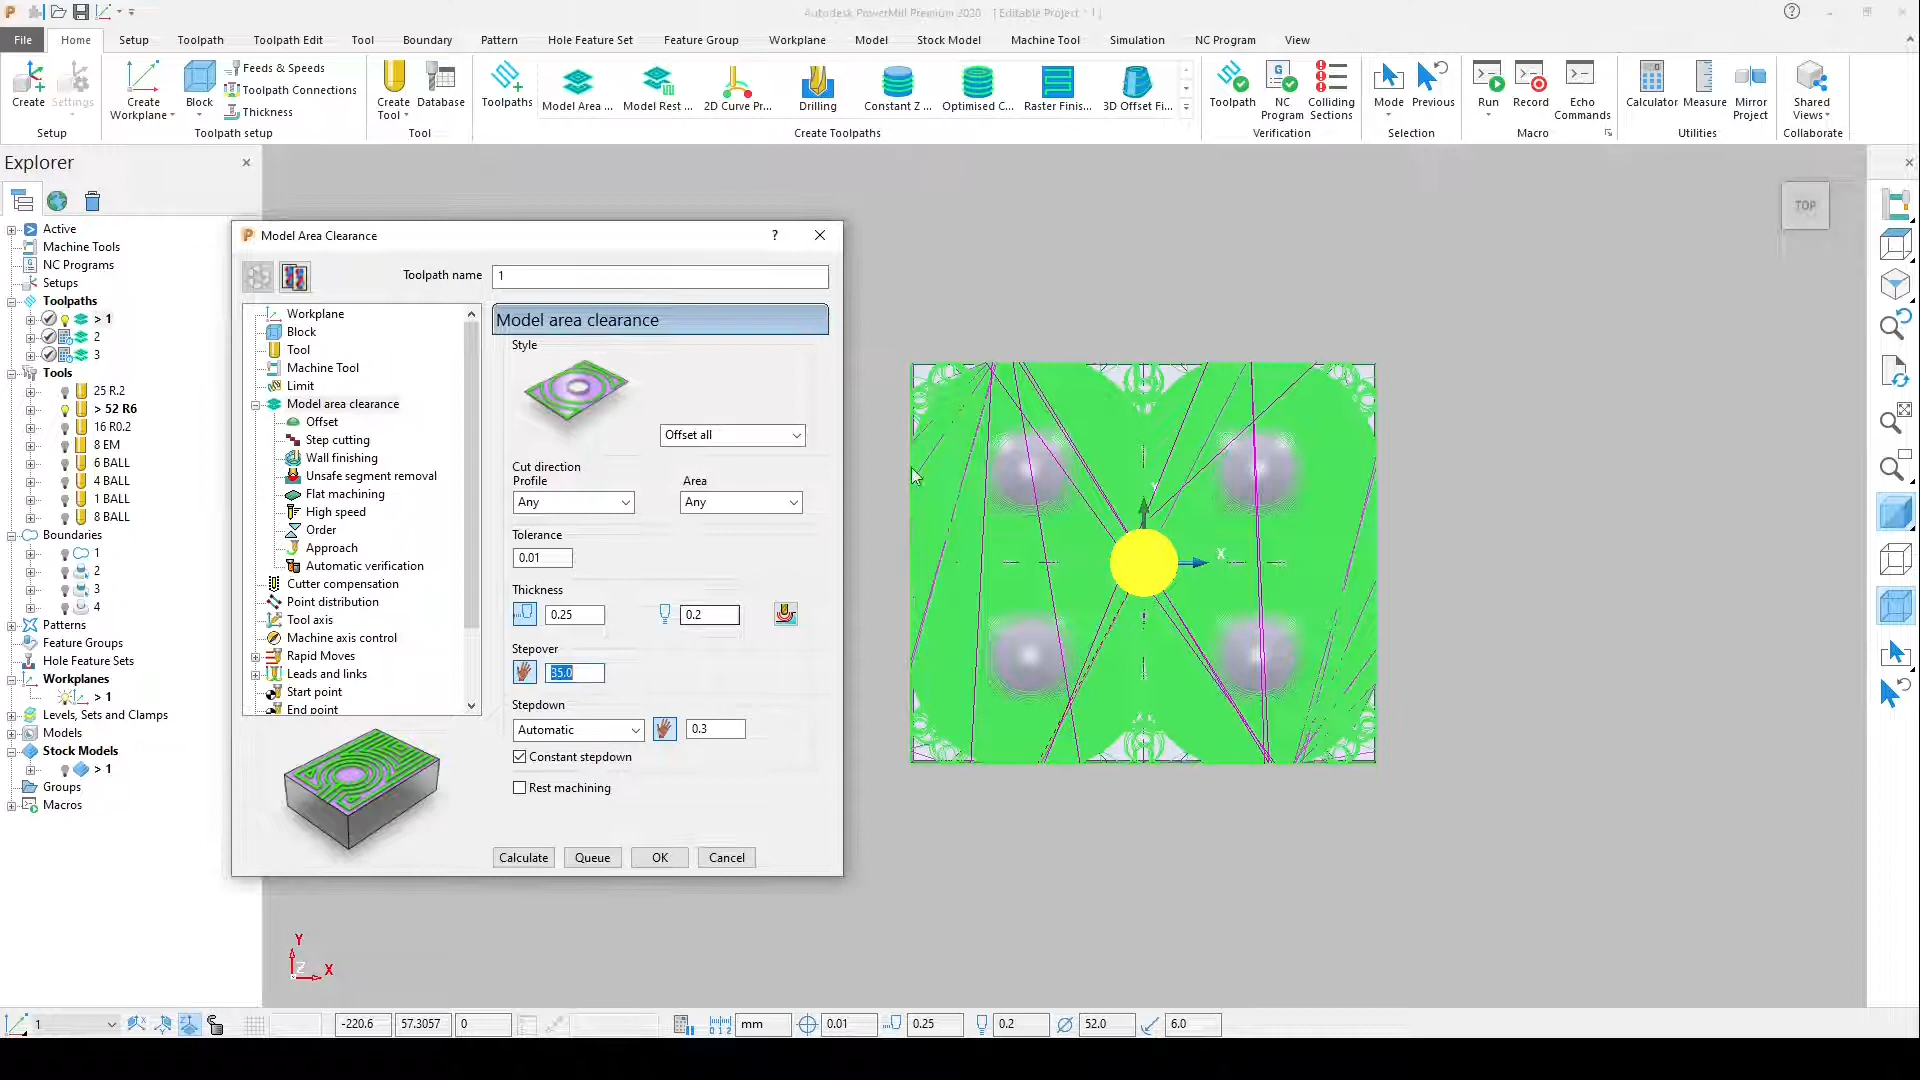 Autodesk PowerMill Premium 2020    [ Editable Project - 1 ]
File Home Setup Toolpath Toolpath Edit Tool Boundary Pattern Hole Feature Set Feature Group Workplane Model Stock Model Machine Tool Simulation NC Program View
Create
Settings
Setup
Create Workplane
Block
Feeds & Speeds
Toolpath Connections
Thickness
Toolpath setup
Create Tool
Database
Tool
Toolpaths
Model Area ...
Model Rest ...
2D Curve Pr...
Drilling
Constant Z ...
Optimised C...
Raster Finis...
3D Offset Fi...
Create Toolpaths
Toolpath
NC Program
Colliding Sections
Verification
Mode
Previous
Selection
Run
Record
Echo Commands
Macro
Calculator
Measure
Mirror Project
Utilities
Shared Views
Collaborate
Explorer
Active
Machine Tools
NC Programs
Setups
Toolpaths
> 1
2
3
Tools
25 R.2
> 52 R6
16 R0.2
8 EM
6 BALL
4 BALL
1 BALL
8 BALL
Boundaries
1
2
3
4
Patterns
Feature Groups
Hole Feature Sets
Workplanes
> 1
Levels, Sets and Clamps
Models
Stock Models
> 1
Groups
Macros
Model Area Clearance
?
Toolpath name 1
Workplane
Block
Tool
Machine Tool
Limit
Model area clearance
Offset
Step cutting
Wall finishing
Unsafe segment removal
Flat machining
High speed
Order
Approach
Automatic verification
Cutter compensation
Point distribution
Tool axis
Machine axis control
Rapid Moves
Leads and links
Start point
End point
Model area clearance
Style
Offset all
Cut direction
Profile Area
Any Any
Tolerance
0.01
Thickness
0.25 0.2
Stepover
35.0
Stepdown
Automatic 0.3
Constant stepdown
Rest machining
Calculate Queue OK Cancel
TOP
Y
X
Y
Z X
1 -220.6 57.3057 0 mm 0.01 0.25 0.2 52.0 6.0